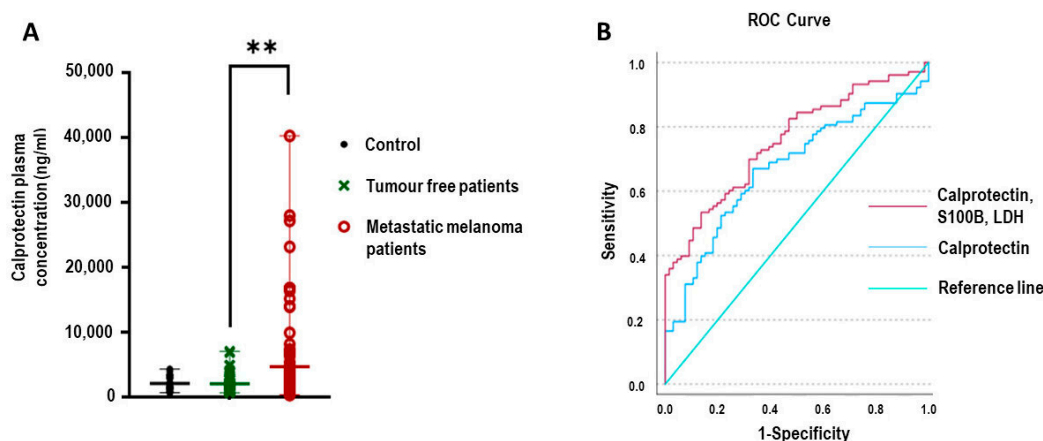 A
**
50,000
40,000
30,000
20,000
10,000
0
Calprotectin plasma
concentration (ng/ml)
Control
Tumour free patients
Metastatic melanoma
patients
B
ROC Curve
1.0
0.8
0.6
0.4
0.2
0.0
Sensitivity
0.0 0.2 0.4 0.6 0.8 1.0
1-Specificity
Calprotectin,
S100B, LDH
Calprotectin
Reference line